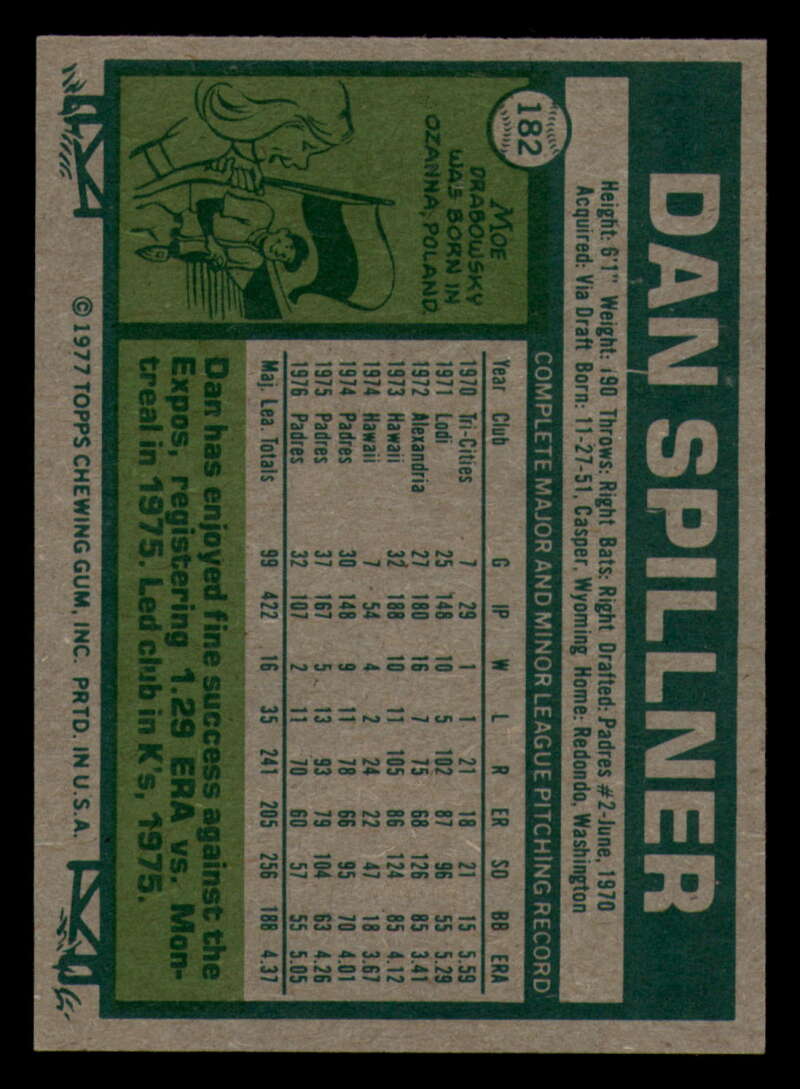 182
DAN SPILLNER
Height: 6'1" Weight: 190 Throws: Right Bats: Right Drafted: Padres #2-June, 1970
Acquired: Via Draft Born: 11-27-51, Casper, Wyoming Home: Redondo, Washington
COMPLETE MAJOR AND MINOR LEAGUE PITCHING RECORD
Year Club G IP W L R ER SO BB ERA
1970 Tri-Cities 7 29 1 1 21 18 21 15 5.59
1971 Lodi 25 148 10 5 102 87 96 55 5.29
1972 Alexandria 27 180 16 7 75 68 126 85 3.41
1973 Hawaii 32 188 10 11 105 86 124 85 4.12
1974 Hawaii 7 54 4 2 24 22 47 18 3.67
1974 Padres 30 148 9 11 78 66 95 70 4.01
1975 Padres 37 167 5 13 93 79 104 63 4.26
1976 Padres 32 107 2 11 70 60 57 55 5.05
Maj. Lea. Totals 99 422 16 35 241 205 256 188 4.37
MOE
DRABOWSKY
WAS BORN IN
OZANNA, POLAND.
Dan has enjoyed fine success against the
Expos, registering 1.29 ERA vs. Mon-
treal in 1975. Led club in K's, 1975.
© 1977 TOPPS CHEWING GUM, INC. PRTD. IN U.S.A.